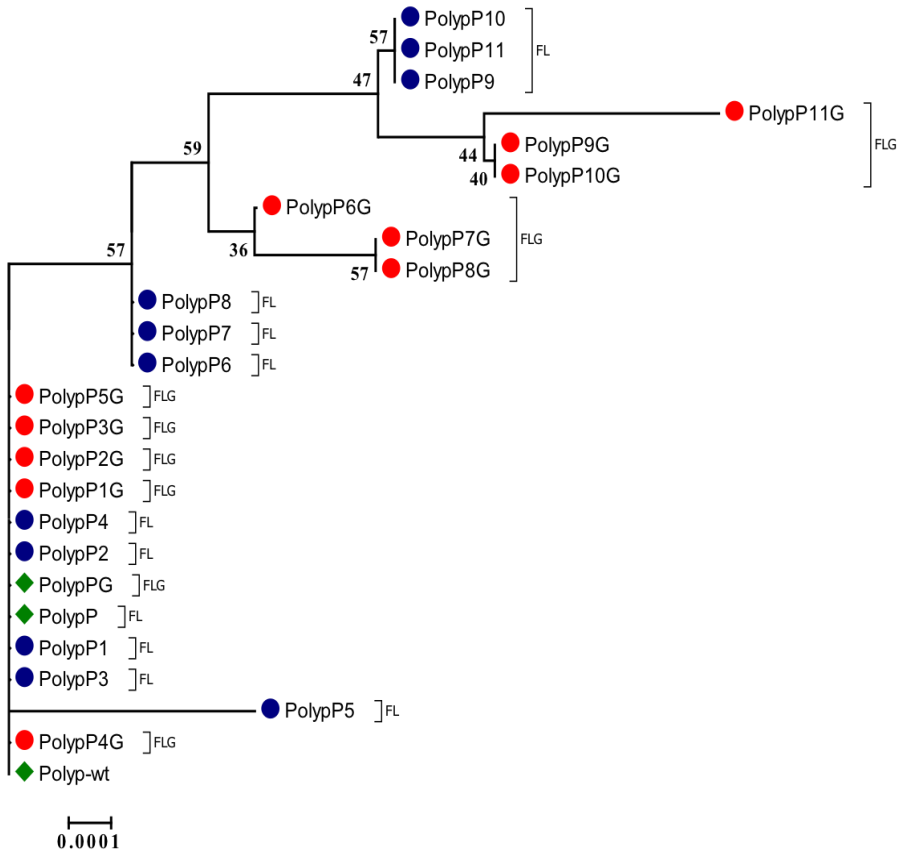 PolypP10
57
PolypP11 FL
PolypP9
47
PolypP11G
PolypP9G
FLG
44
PolypP10G
40
59
PolypP6G
PolypP7G FLG
36
PolypP8G
57
57
PolypP8 FL
PolypP7 FL
PolypP6 FL
PolypP5G FLG
PolypP3G FLG
PolypP2G FLG
PolypP1G FLG
PolypP4 FL
PolypP2 FL
PolypPG FLG
PolypP FL
PolypP1 FL
PolypP3 FL
PolypP5 FL
PolypP4G FLG
Polyp-wt
0.0001